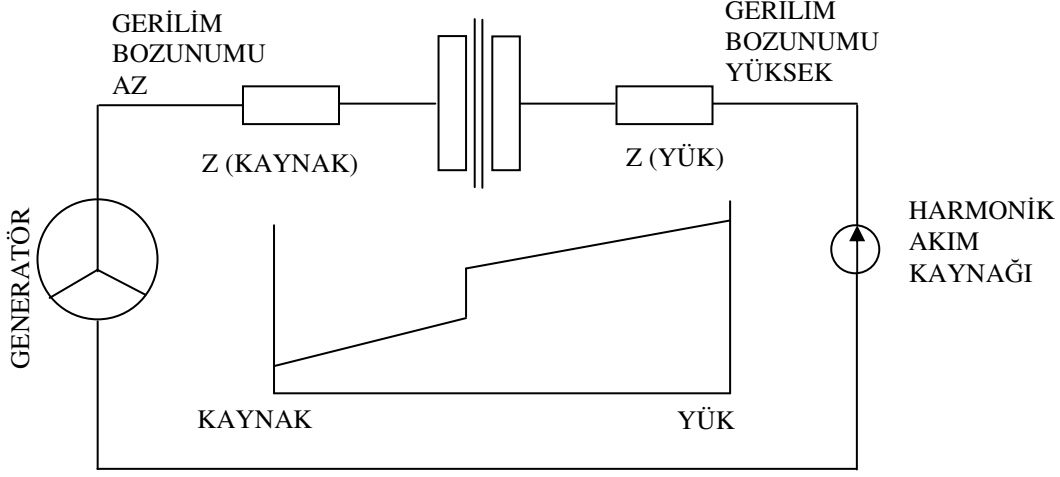 GERİLİM
BOZUNUMU
AZ
GERİLİM
BOZUNUMU
YÜKSEK
Z (KAYNAK)
Z (YÜK)
GENERATÖR
HARMONİK
AKIM
KAYNAĞI
KAYNAK
YÜK